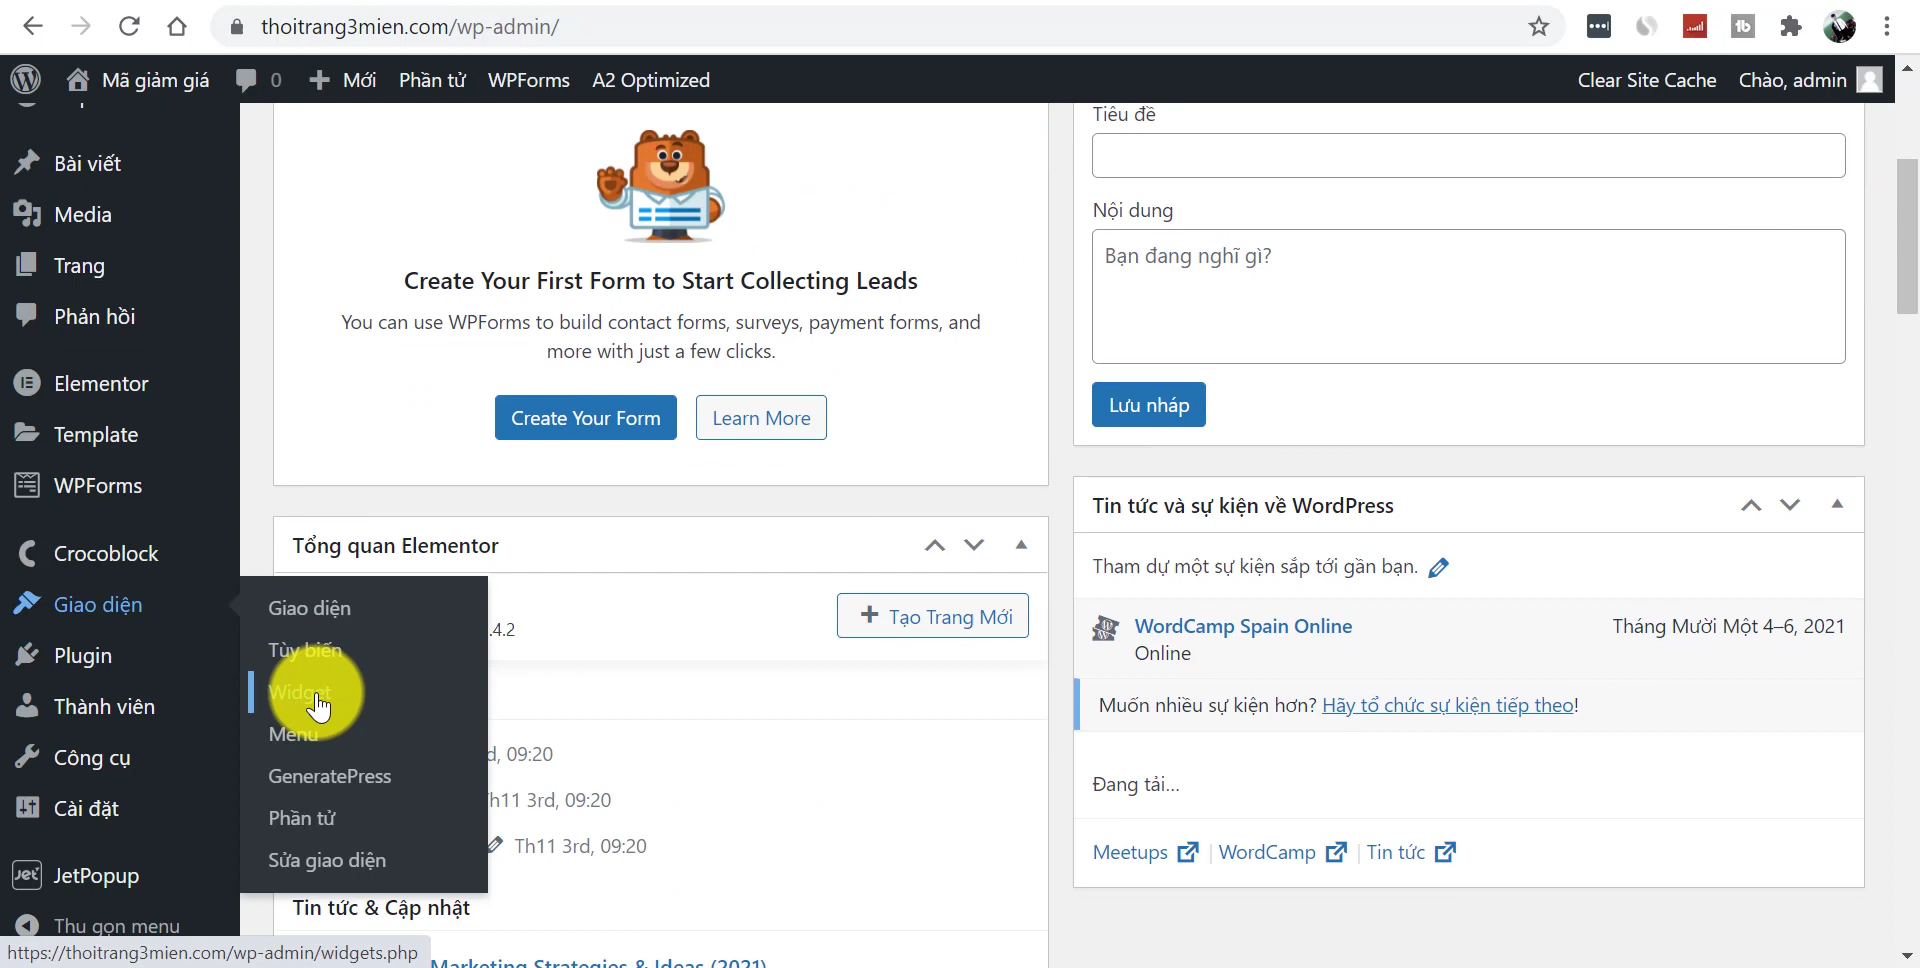 thoitrang3mien.com/wp-admin/
Mã giảm giá
0
Mới
Phần tử
WPForms
A2 Optimized
Clear Site Cache
Chào, admin
Bài viết
Media
Trang
Phản hồi
Elementor
Template
WPForms
Crocoblock
Giao diện
Plugin
Thành viên
Công cụ
Cài đặt
JetPopup
Thu gọn menu
Giao diện
Tùy biến
Widget
Menu
GeneratePress
Phần tử
Sửa giao diện
Create Your First Form to Start Collecting Leads
You can use WPForms to build contact forms, surveys, payment forms, and
more with just a few clicks.
Create Your Form
Learn More
Tổng quan Elementor
.4.2
Tạo Trang Mới
09:20
3rd, 09:20
Th11 3rd, 09:20
Tin tức & Cập nhật
Marketing Strategies & Ideas (2021)
Tiêu đề
Nội dung
Bạn đang nghĩ gì?
Lưu nháp
Tin tức và sự kiện về WordPress
Tham dự một sự kiện sắp tới gần bạn.
WordCamp Spain Online
Tháng Mười Một 4–6, 2021
Online
Muốn nhiều sự kiện hơn? Hãy tổ chức sự kiện tiếp theo!
Đang tải...
Meetups
WordCamp
Tin tức
https://thoitrang3mien.com/wp-admin/widgets.php